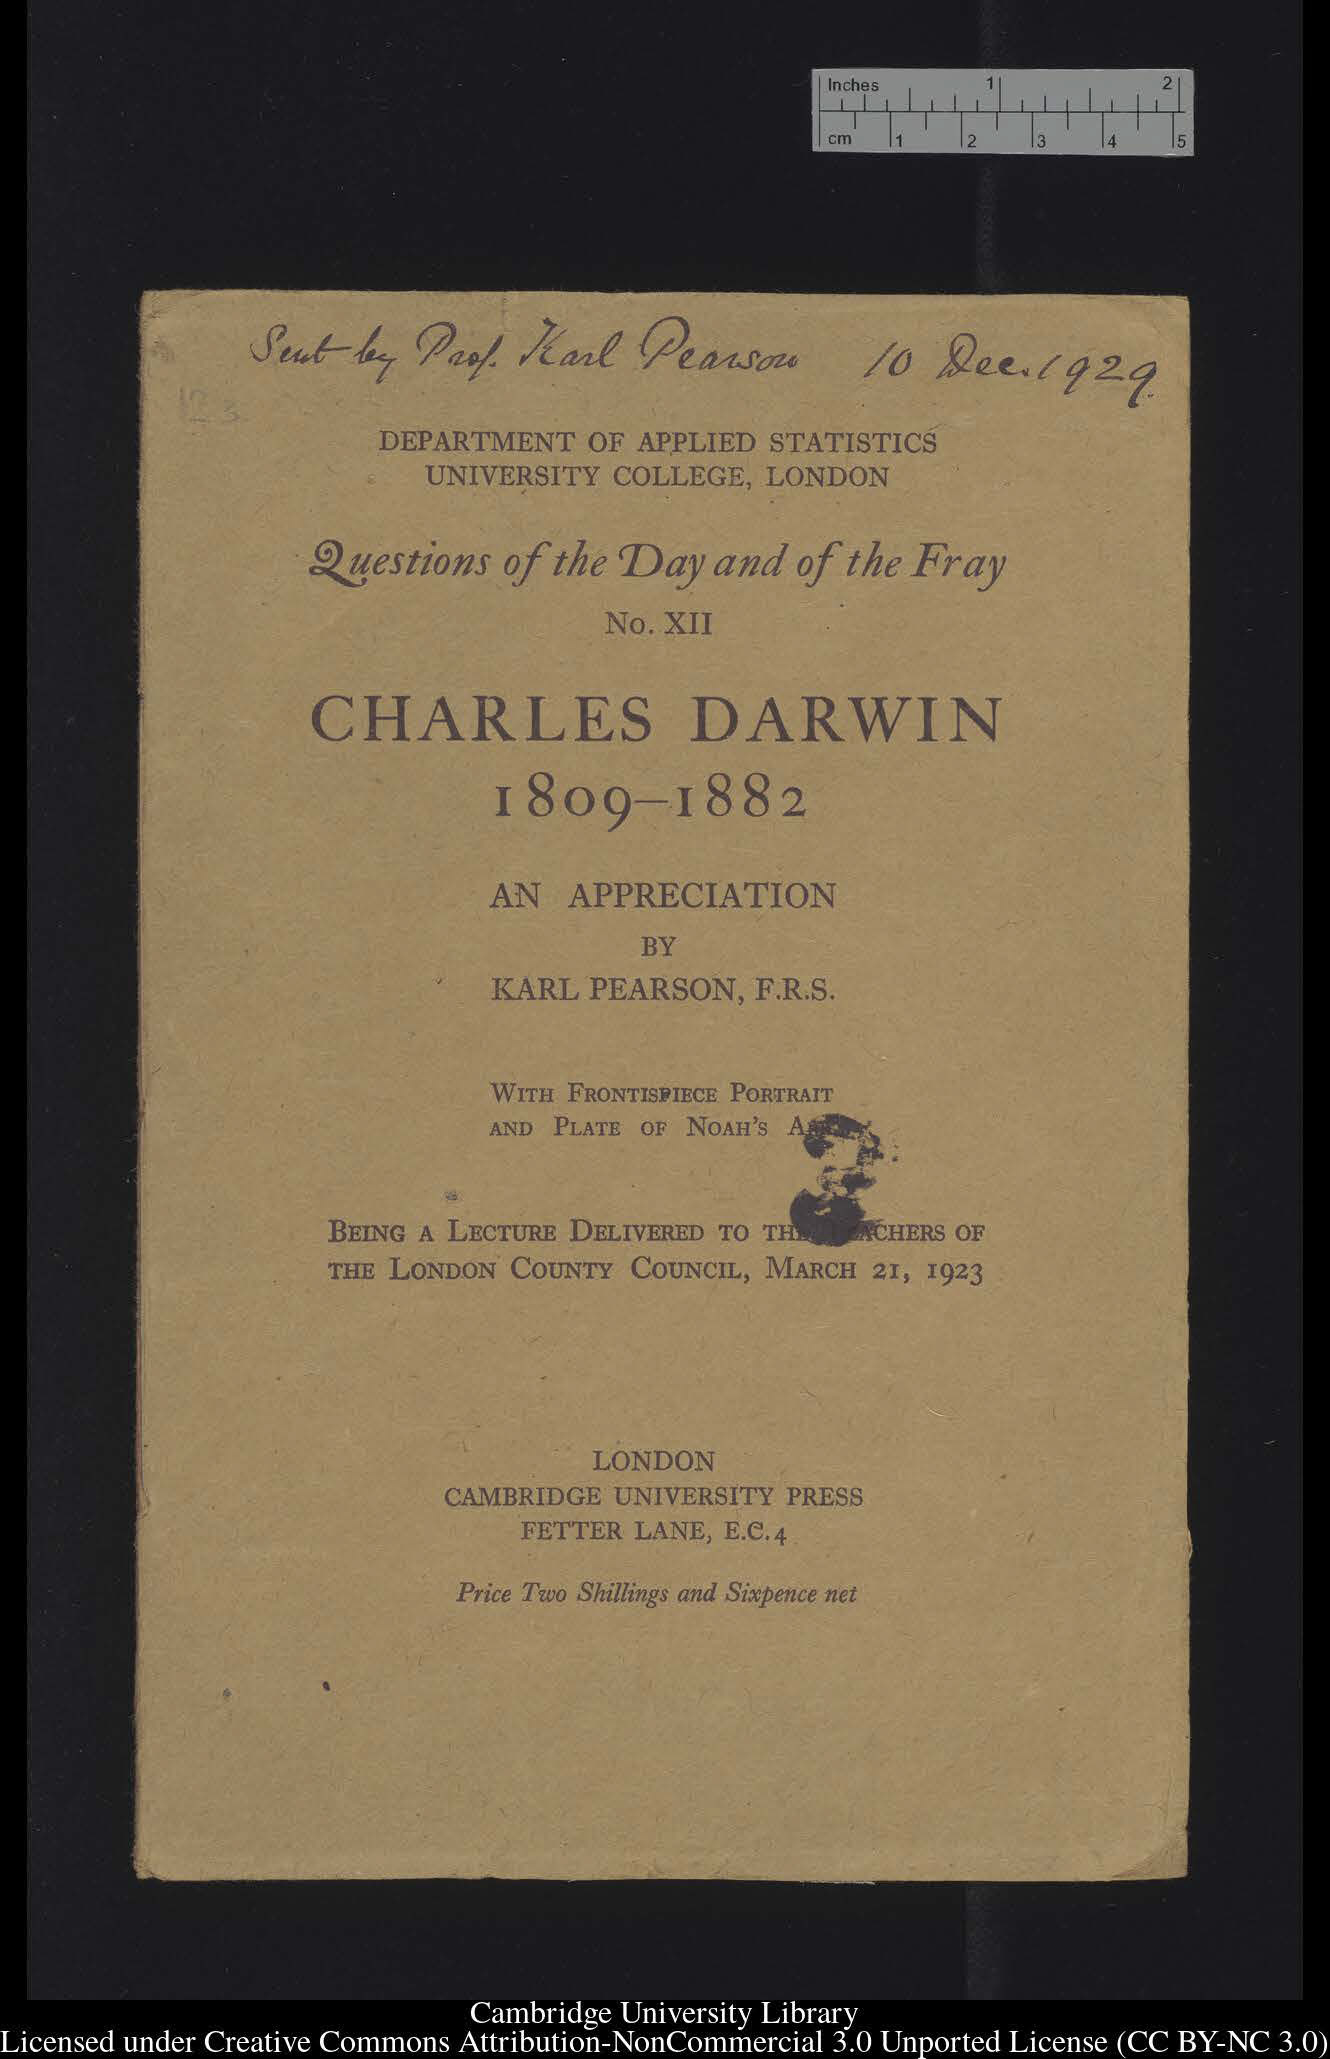 Inches 1 2
cm 1 2 3 4 5
Sent by Prof. Karl Pearson 10 Dec. 1929.
DEPARTMENT OF APPLIED STATISTICS
UNIVERSITY COLLEGE, LONDON
Questions of the Day and of the Fray
No. XII
CHARLES DARWIN
1809–1882
AN APPRECIATION
BY
KARL PEARSON, F.R.S.
WITH FRONTISPIECE PORTRAIT
AND PLATE OF NOAH'S ARK
BEING A LECTURE DELIVERED TO THE TEACHERS OF
THE LONDON COUNTY COUNCIL, MARCH 21, 1923
LONDON
CAMBRIDGE UNIVERSITY PRESS
FETTER LANE, E.C.4
Price Two Shillings and Sixpence net
Cambridge University Library
Licensed under Creative Commons Attribution-NonCommercial 3.0 Unported License (CC BY-NC 3.0)